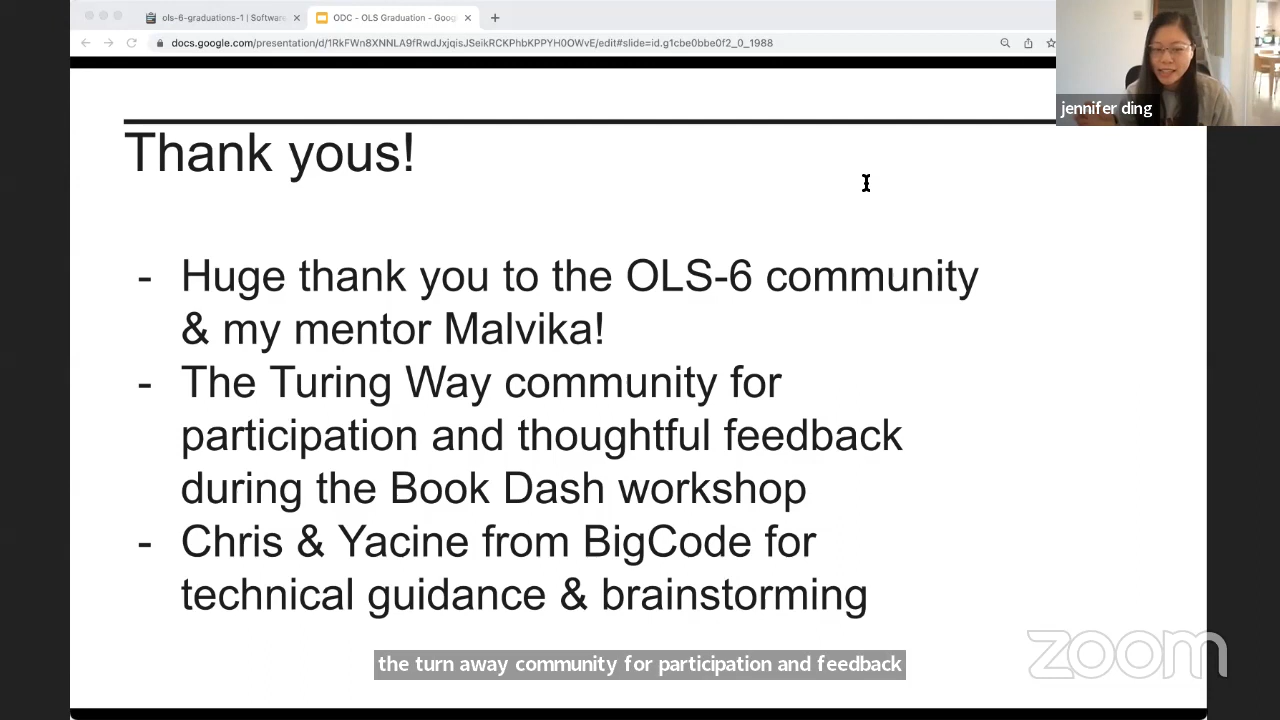 ols-6-graduations-1 | Software
ODC - OLS Graduation - Goog
docs.google.com/presentation/d/1RkFWn8XNNLA9fRwdJxjqisJSeikRCKPhbKPPYH0OWvE/edit#slide=id.g1cbe0bbe0f2_0_1988
jennifer ding
Thank yous!
- Huge thank you to the OLS-6 community
& my mentor Malvika!
- The Turing Way community for
participation and thoughtful feedback
during the Book Dash workshop
- Chris & Yacine from BigCode for
technical guidance & brainstorming
the turn away community for participation and feedback
zoom